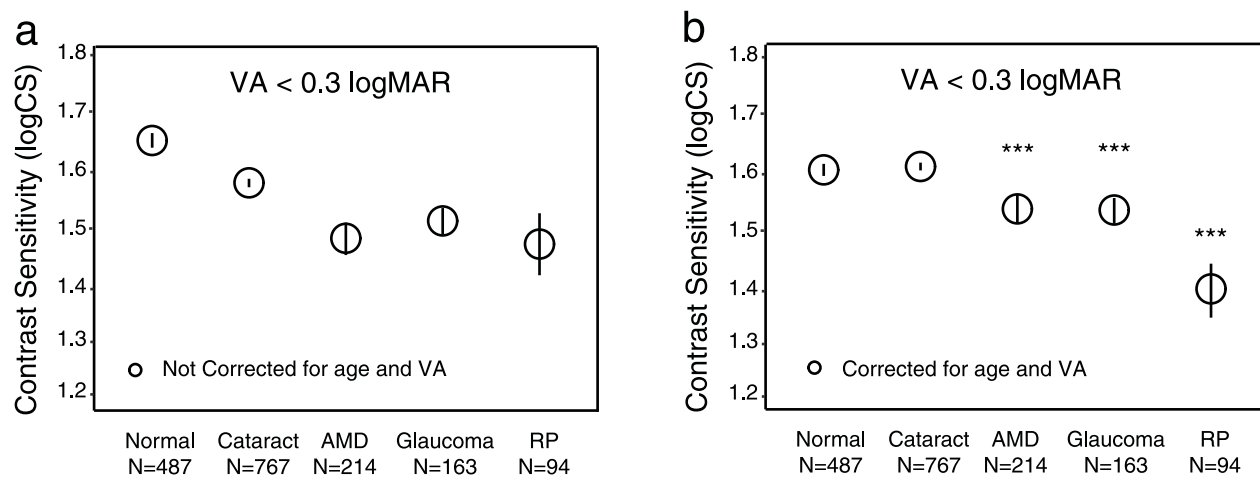 a
VA < 0.3 logMAR
Contrast Sensitivity (logCS)
1.8
1.7
1.6
1.5
1.4
1.3
1.2
Not Corrected for age and VA
Normal Cataract AMD Glaucoma RP
N=487 N=767 N=214 N=163 N=94
b
VA < 0.3 logMAR
Contrast Sensitivity (logCS)
1.8
1.7
1.6
1.5
1.4
1.3
1.2
*** ***
***
Corrected for age and VA
Normal Cataract AMD Glaucoma RP
N=487 N=767 N=214 N=163 N=94